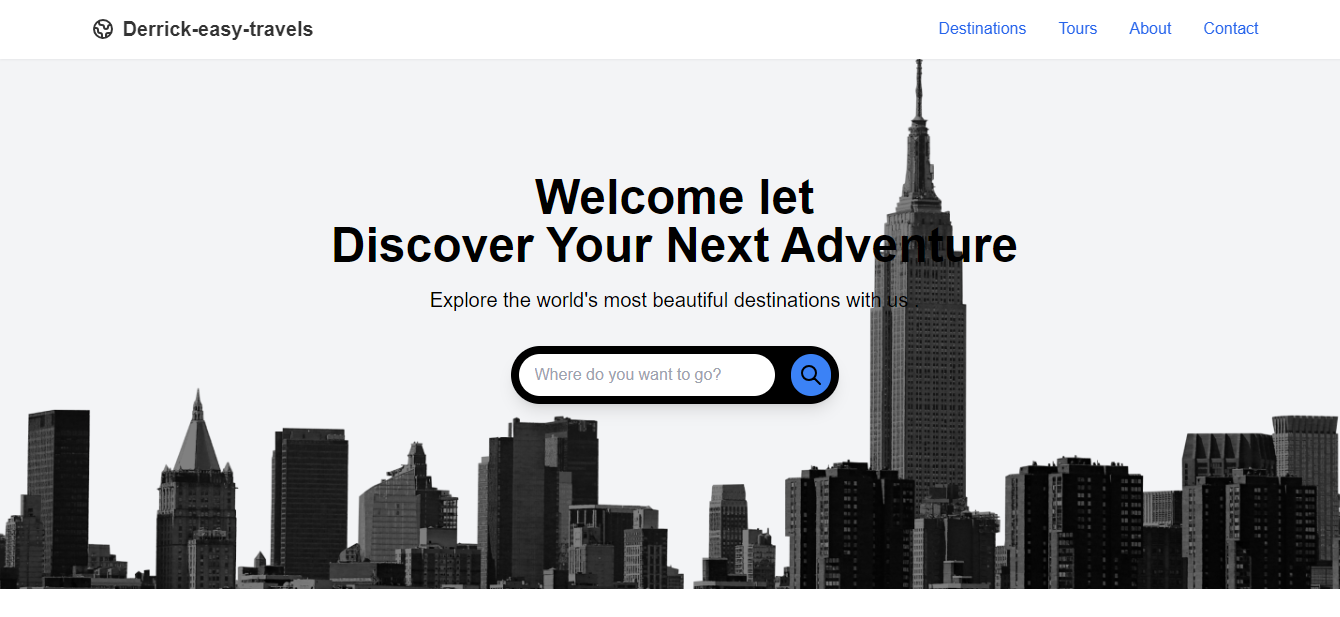 Derrick-easy-travels
Destinations Tours About Contact
Welcome let
Discover Your Next Adventure
Explore the world's most beautiful destinations with us .
Where do you want to go?